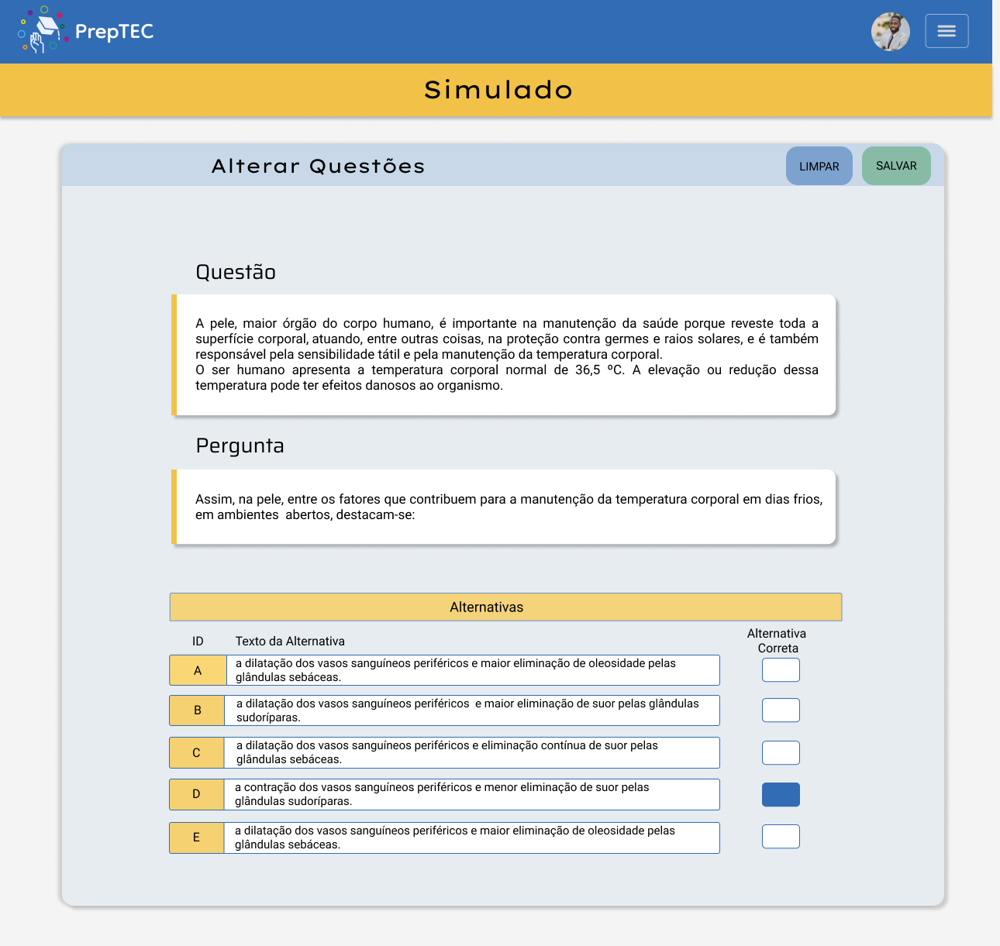 PrepTEC
Simulado
Alterar Questões
LIMPAR
SALVAR
Questão
A pele, maior órgão do corpo humano, é importante na manutenção da saúde porque reveste toda a
superfície corporal, atuando, entre outras coisas, na proteção contra germes e raios solares, e é também
responsável pela sensibilidade tátil e pela manutenção da temperatura corporal.
O ser humano apresenta a temperatura corporal normal de 36,5 ºC. A elevação ou redução dessa
temperatura pode ter efeitos danosos ao organismo.
Pergunta
Assim, na pele, entre os fatores que contribuem para a manutenção da temperatura corporal em dias frios,
em ambientes abertos, destacam-se:
Alternativas
ID
Texto da Alternativa
Alternativa
Correta
A
a dilatação dos vasos sanguíneos periféricos e maior eliminação de oleosidade pelas
glândulas sebáceas.
B
a dilatação dos vasos sanguíneos periféricos e maior eliminação de suor pelas glândulas
sudoríparas.
C
a dilatação dos vasos sanguíneos periféricos e eliminação contínua de suor pelas
glândulas sebáceas.
D
a contração dos vasos sanguíneos periféricos e menor eliminação de suor pelas
glândulas sudoríparas.
E
a dilatação dos vasos sanguíneos periféricos e maior eliminação de oleosidade pelas
glândulas sebáceas.